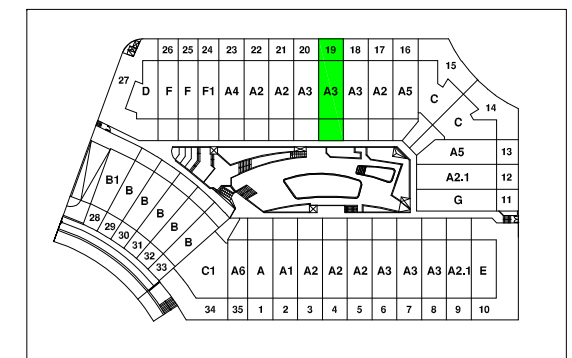 26 25 24 23 22 21 20 19 18 17 16
15
27
14
D F F F1 A4 A2 A2 A3 A3 A3 A2 A5 C
C
A5 13
A2.1 12
G 11
B1
B
B
B
B
B
28
29
30
31
32
33
C1 A6 A A1 A2 A2 A2 A3 A3 A3 A2.1 E
34 35 1 2 3 4 5 6 7 8 9 10